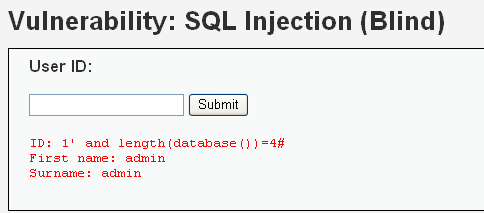 Vulnerability: SQL Injection (Blind)
User ID:
Submit
ID: 1' and length(database())=4#
First name: admin
Surname: admin